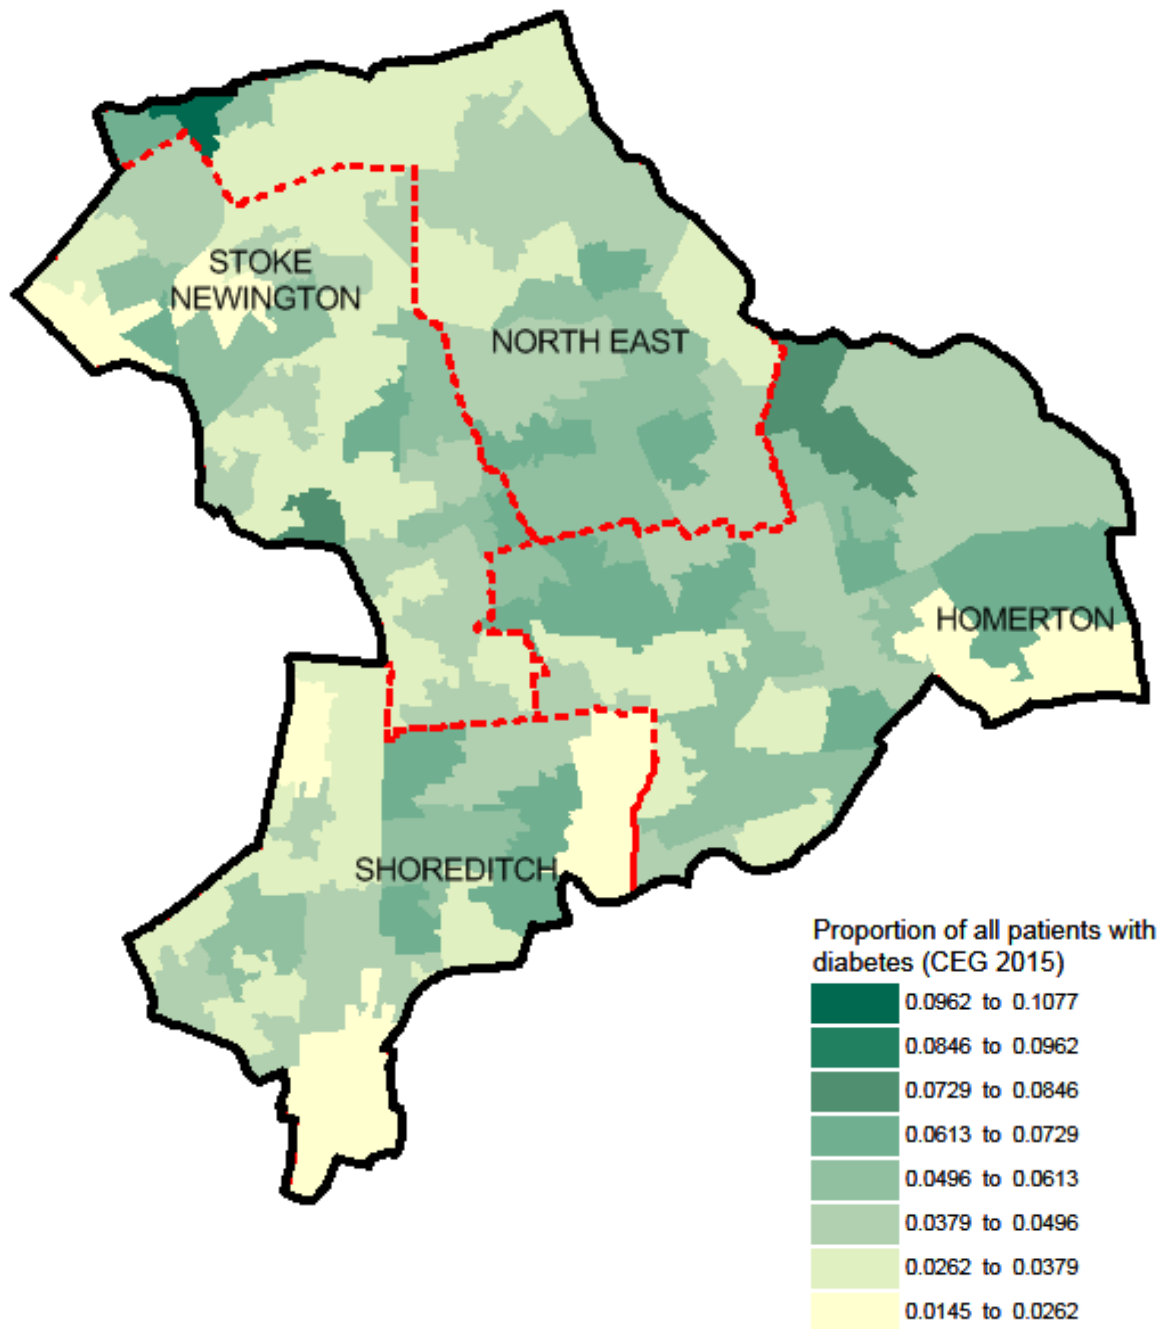 STOKE
NEWINGTON
NORTH EAST
HOMERTON
SHOREDITCH
Proportion of all patients with
diabetes (CEG 2015)
0.0962 to 0.1077
0.0846 to 0.0962
0.0729 to 0.0846
0.0613 to 0.0729
0.0496 to 0.0613
0.0379 to 0.0496
0.0262 to 0.0379
0.0145 to 0.0262